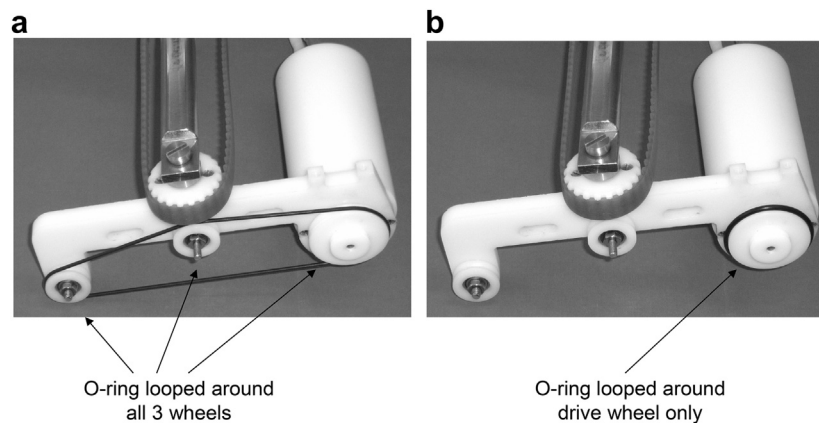 a
b
O-ring looped around
all 3 wheels
O-ring looped around
drive wheel only